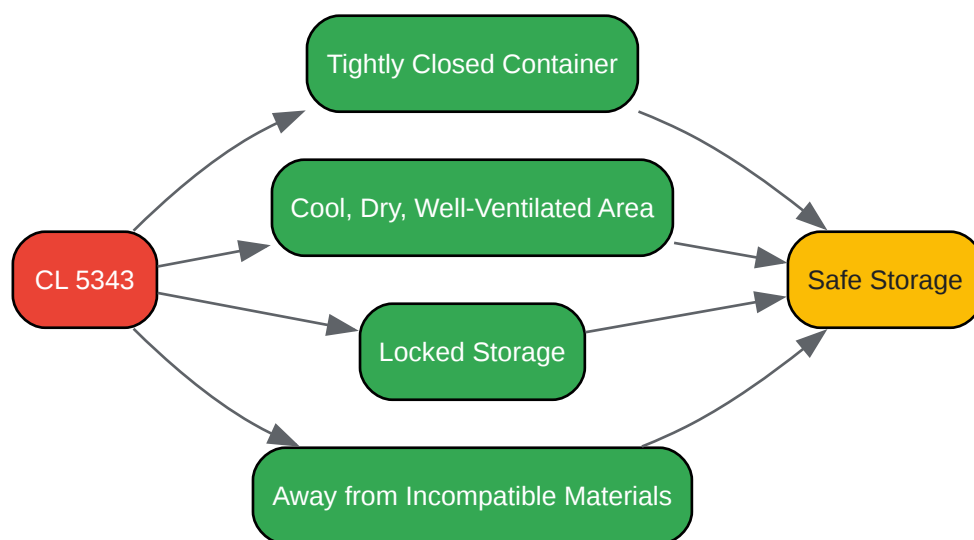 Tightly Closed Container
Cool, Dry, Well-Ventilated Area
CL 5343
Safe Storage
Locked Storage
Away from Incompatible Materials